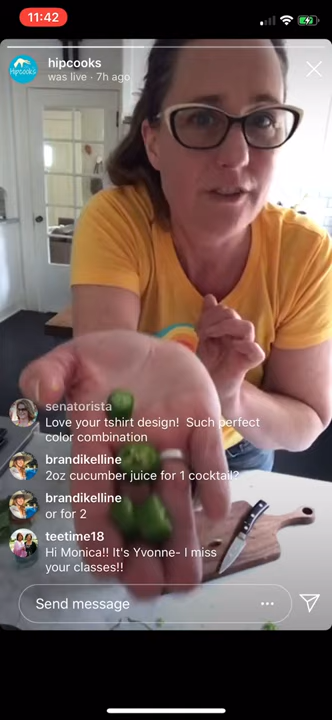 11:42
hipcooks
was live · 7h ago
Hipcooks
senatorista
Love your tshirt design! Such perfect
color combination
brandikelline
2oz cucumber juice for 1 cocktail?
brandikelline
or for 2
teetime18
Hi Monica!! It's Yvonne- I miss
your classes!!
Send message